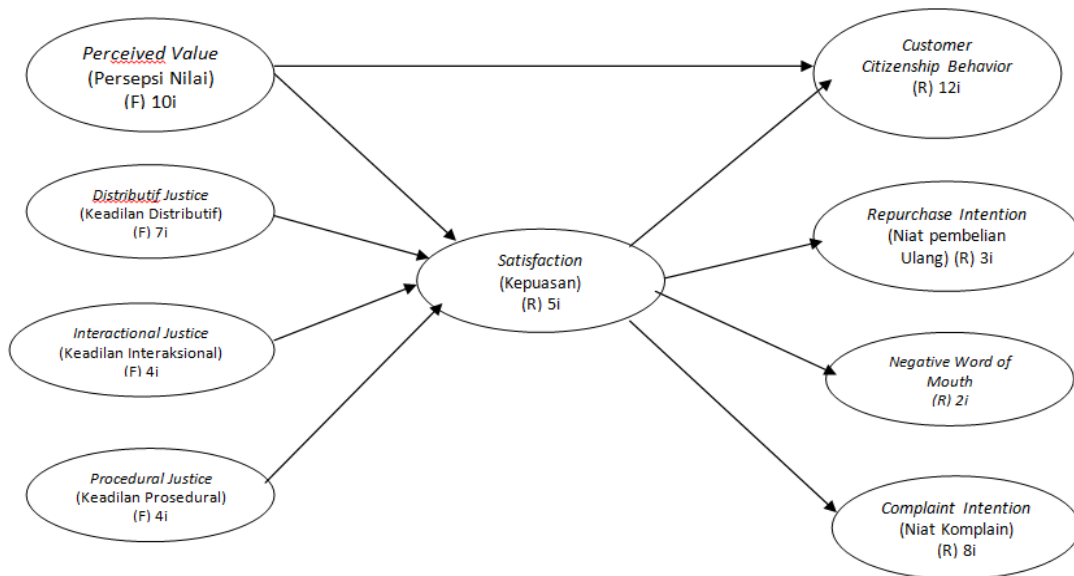 Perceived Value
(Persepsi Nilai)
(F) 10i
Distributif Justice
(Keadilan Distributif)
(F) 7i
Interactional Justice
(Keadilan Interaksional)
(F) 4i
Procedural Justice
(Keadilan Prosedural)
(F) 4i
Satisfaction
(Kepuasan)
(R) 5i
Customer
Citizenship Behavior
(R) 12i
Repurchase Intention
(Niat pembelian
Ulang) (R) 3i
Negative Word of
Mouth
(R) 2i
Complaint Intention
(Niat Komplain)
(R) 8i